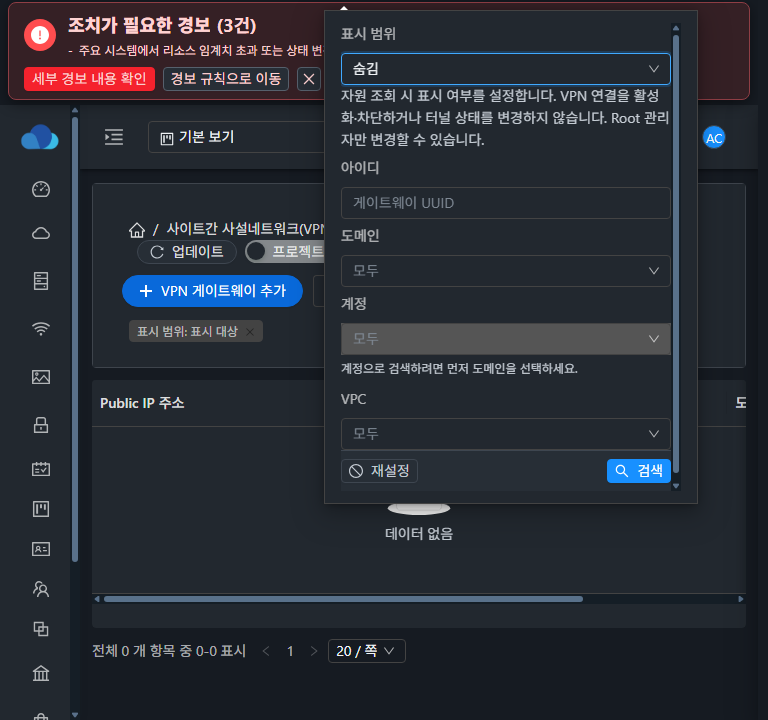 조치가 필요한 경보 (3건)
- 주요 시스템에서 리소스 임계치 초과 또는 상태 변
세부 경보 내용 확인
경보 규칙으로 이동
기본 보기
AC
/ 사이트간 사설네트워크(VPN
업데이트
프로젝트
VPN 게이트웨이 추가
표시 범위: 표시 대상
Public IP 주소
도
표시 범위
숨김
자원 조회 시 표시 여부를 설정합니다. VPN 연결을 활성
화·차단하거나 터널 상태를 변경하지 않습니다. Root 관리
자만 변경할 수 있습니다.
아이디
게이트웨이 UUID
도메인
모두
계정
모두
계정으로 검색하려면 먼저 도메인을 선택하세요.
VPC
모두
재설정
검색
데이터 없음
전체 0 개 항목 중 0-0 표시
1
20 / 쪽